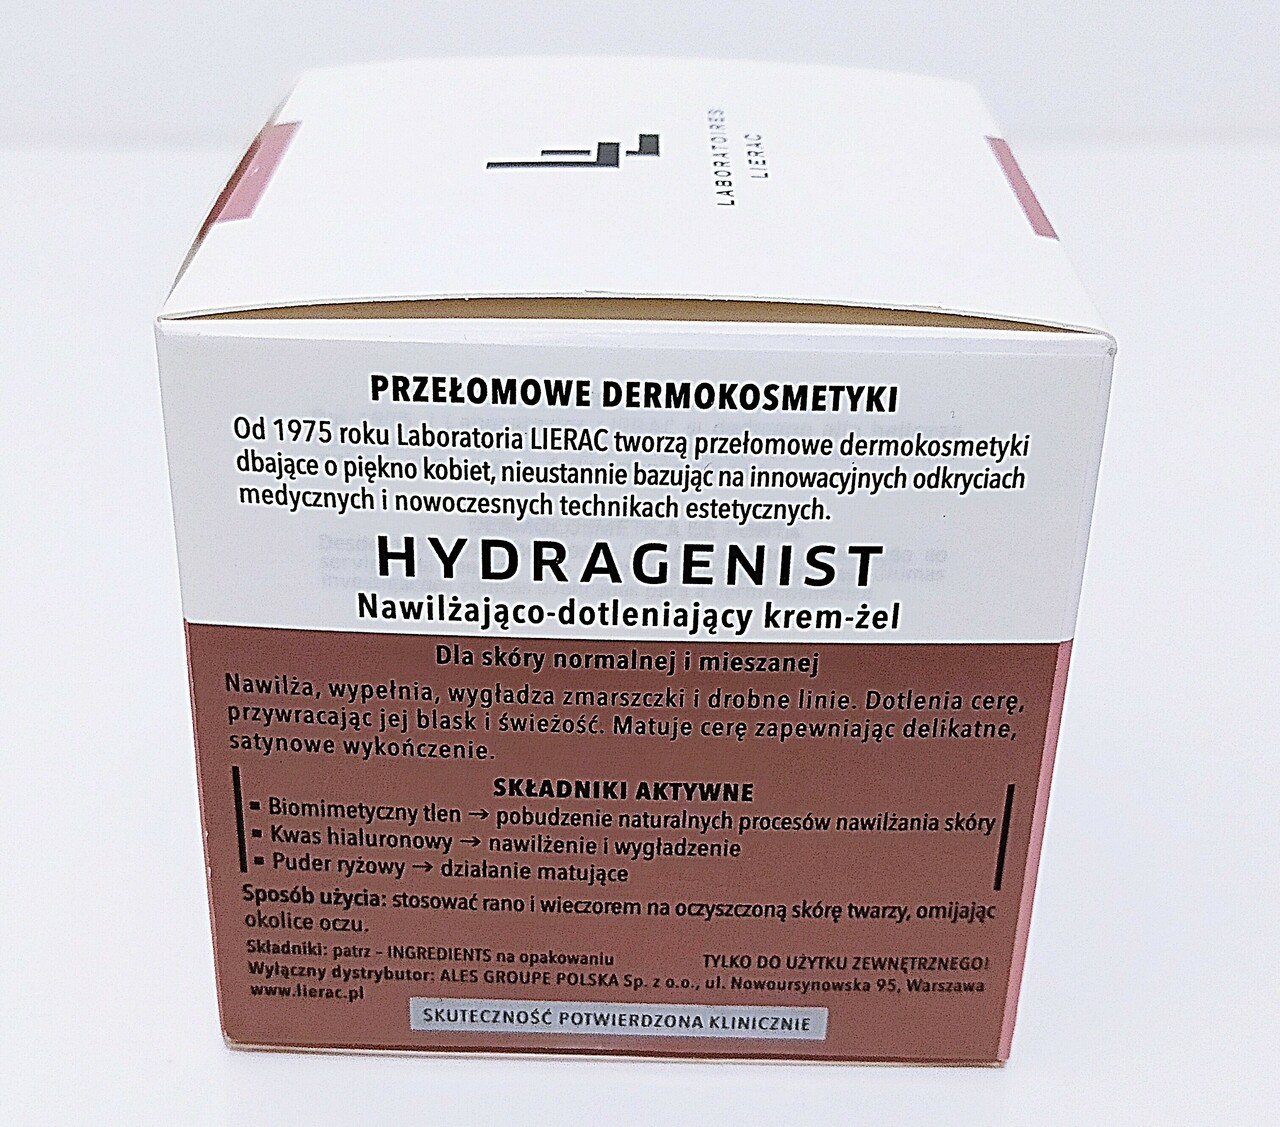 LABORATOIRES
LIERAC
PRZEŁOMOWE DERMOKOSMETYKI
Od 1975 roku Laboratoria LIERAC tworzą przełomowe dermokosmetyki
dbające o piękno kobiet, nieustannie bazując na innowacyjnych odkryciach
medycznych i nowoczesnych technikach estetycznych.
HYDRAGENIST
Nawilżająco-dotleniający krem-żel
Dla skóry normalnej i mieszanej
Nawilża, wypełnia, wygładza zmarszczki i drobne linie. Dotlenia cerę,
przywracając jej blask i świeżość. Matuje cerę zapewniając delikatne,
satynowe wykończenie.
SKŁADNIKI AKTYWNE
▪ Biomimetyczny tlen → pobudzenie naturalnych procesów nawilżania skóry
▪ Kwas hialuronowy → nawilżenie i wygładzenie
▪ Puder ryżowy → działanie matujące
Sposób użycia: stosować rano i wieczorem na oczyszczoną skórę twarzy, omijając
okolice oczu.
Składniki: patrz - INGREDIENTS na opakowaniu TYLKO DO UŻYTKU ZEWNĘTRZNEGO!
Wyłączny dystrybutor: ALES GROUPE POLSKA Sp. z o.o., ul. Nowoursynowska 95, Warszawa
www.lierac.pl
SKUTECZNOŚĆ POTWIERDZONA KLINICZNIE